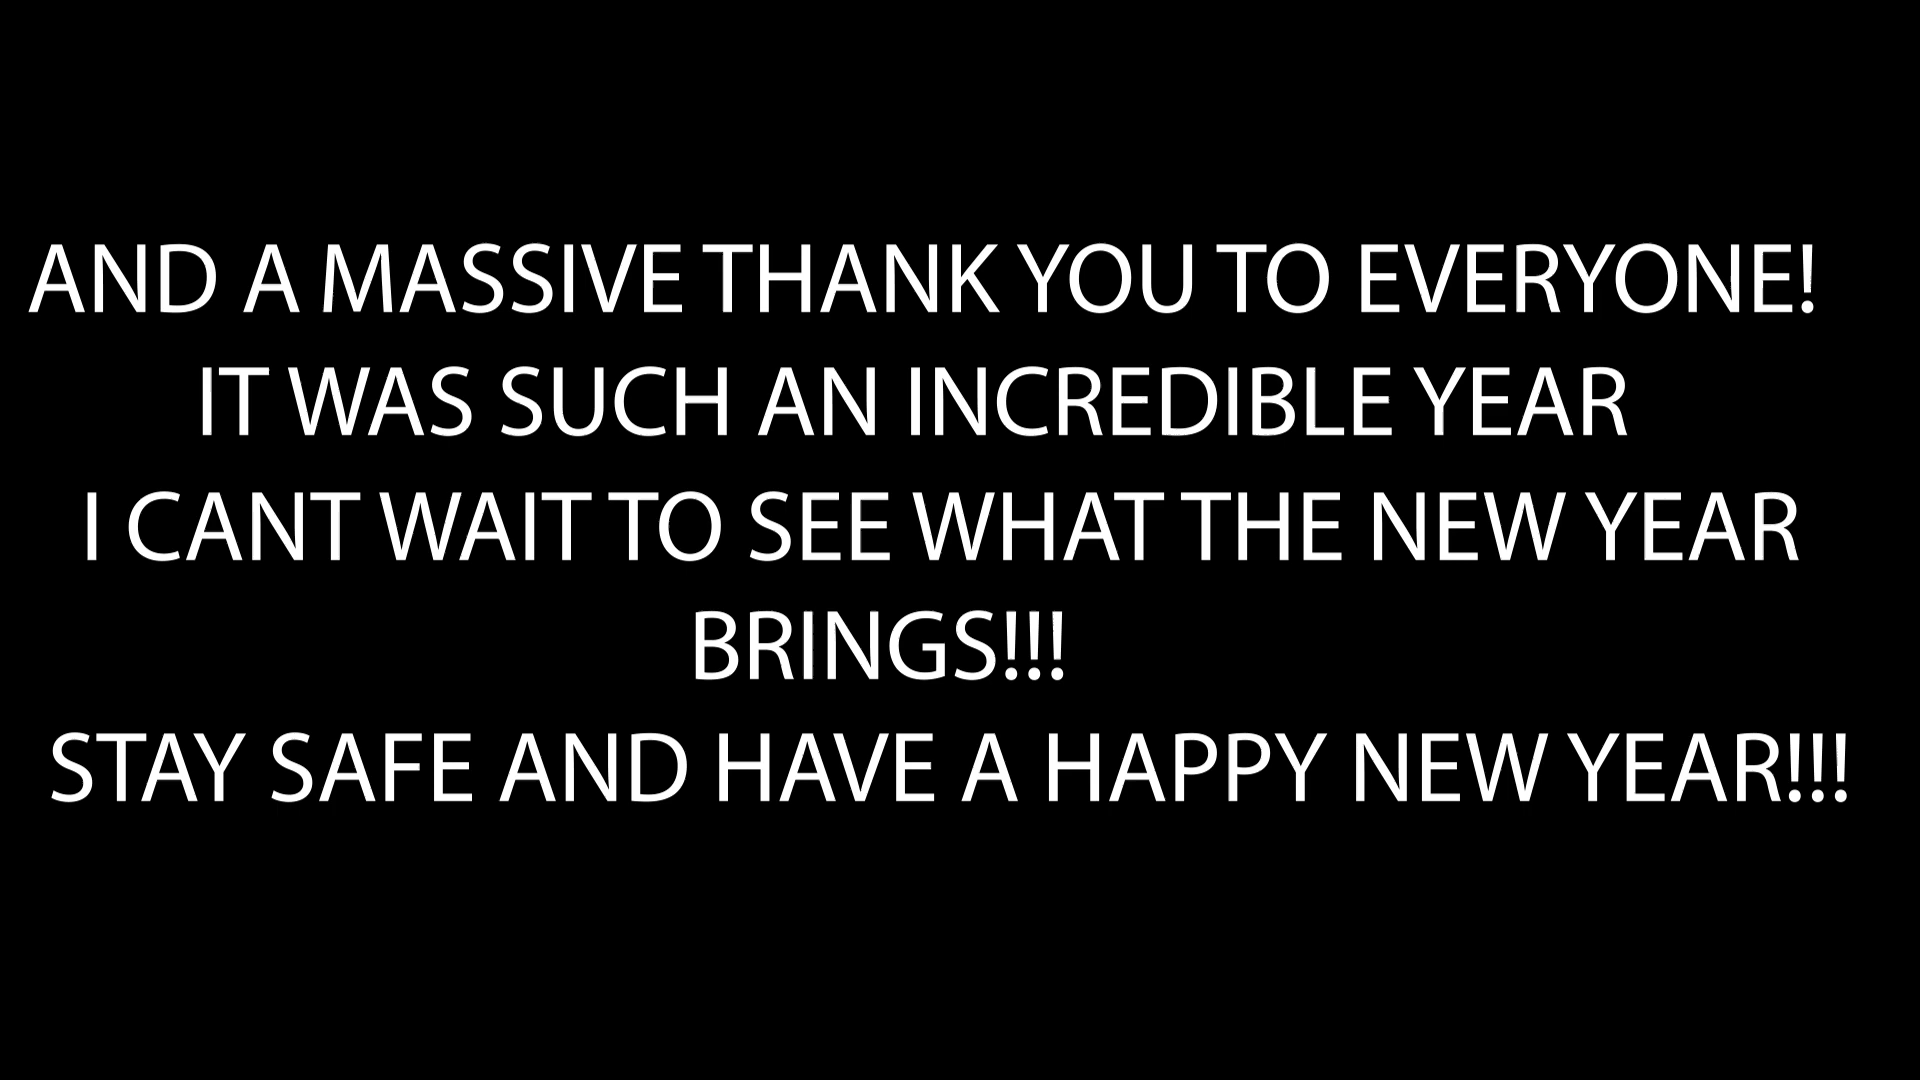 AND A MASSIVE THANK YOU TO EVERYONE!
IT WAS SUCH AN INCREDIBLE YEAR
I CANT WAIT TO SEE WHAT THE NEW YEAR
BRINGS!!!
STAY SAFE AND HAVE A HAPPY NEW YEAR!!!